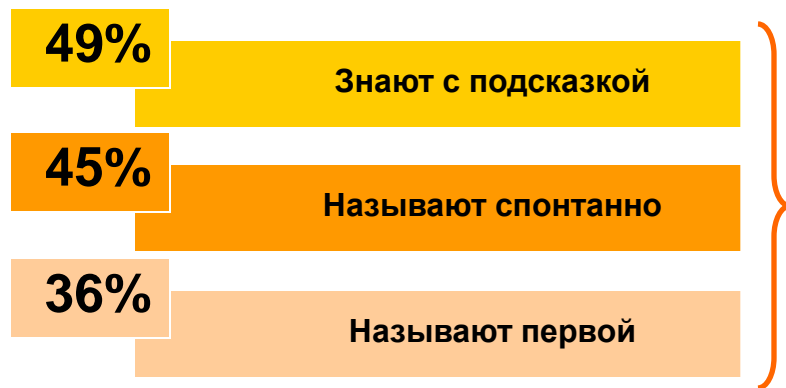 49%
Знают с подсказкой
45%
Называют спонтанно
36%
Называют первой